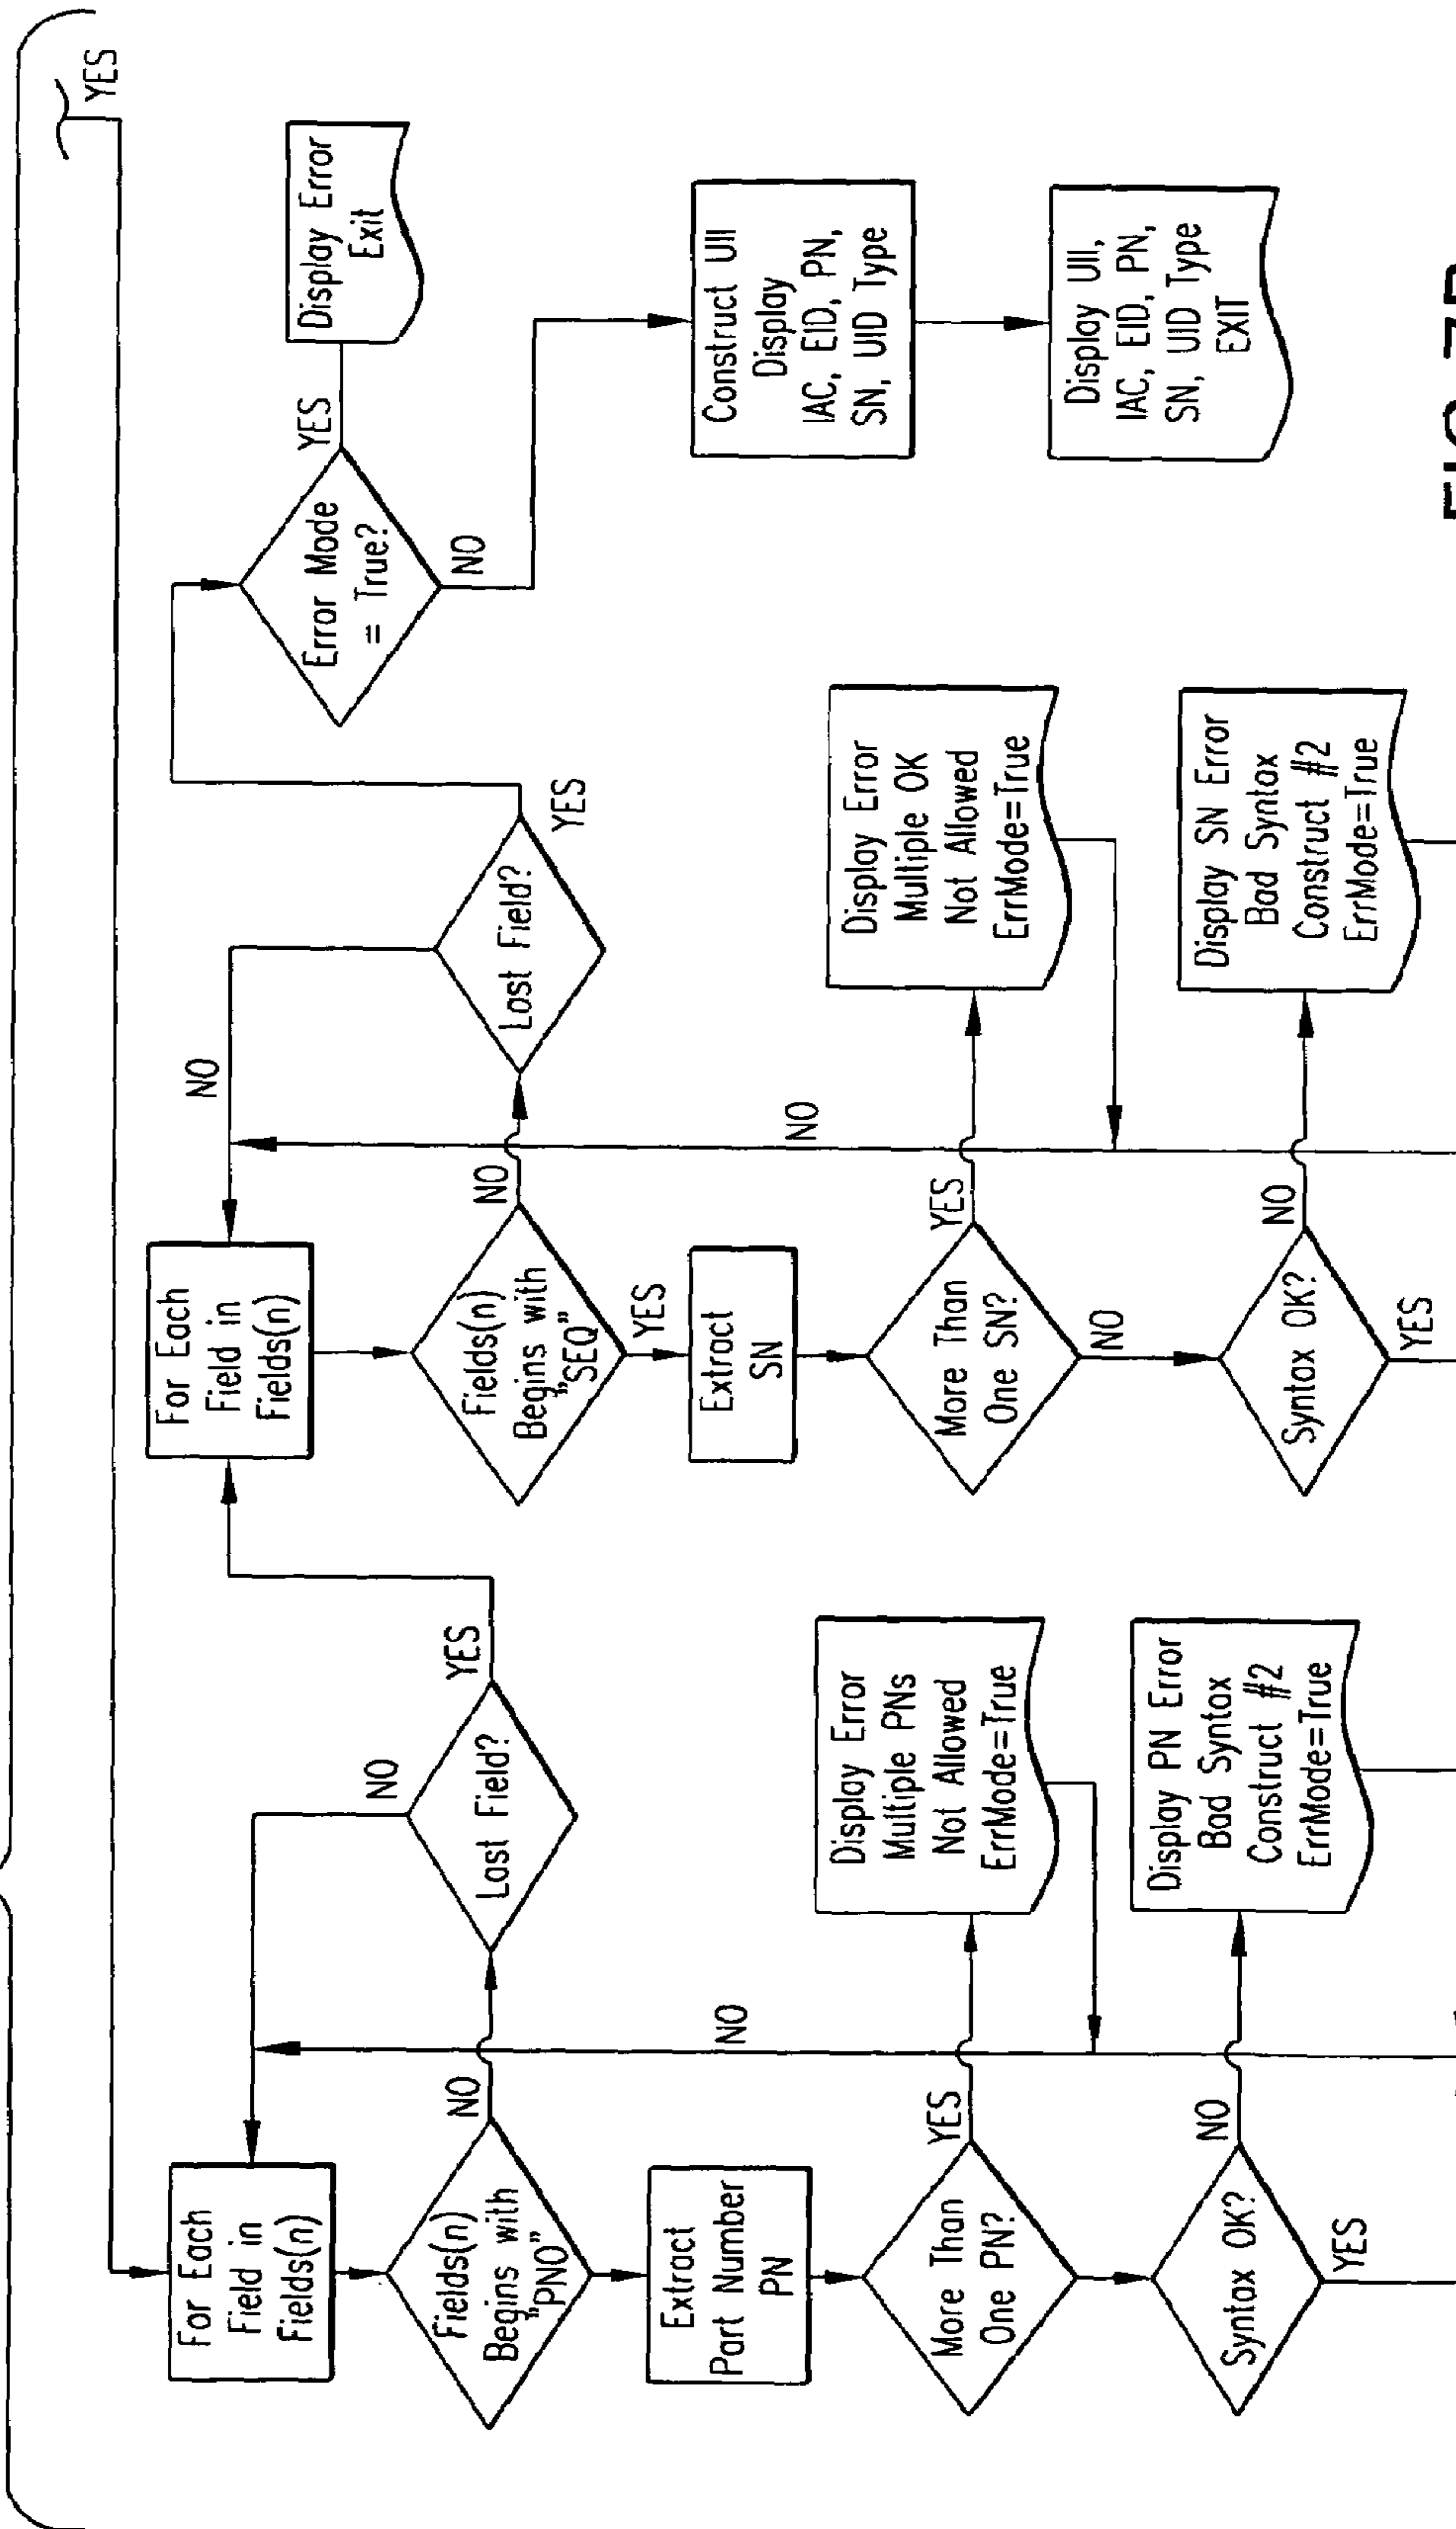 YES
For Each
Field in
Fields(n)
Fields(n)
Begins with
"PNO"
NO
Last Field?
NO
YES
Extract
Part Number
PN
NO
More Than
One PN?
YES
Display Error
Multiple PNs
Not Allowed
ErrMode=True
Syntax OK?
NO
YES
Display PN Error
Bad Syntax
Construct #2
ErrMode=True
For Each
Field in
Fields(n)
NO
Fields(n)
Begins with
"SEQ"
NO
YES
Last Field?
YES
Extract
SN
NO
More Than
One SN?
YES
NO
Display Error
Multiple OK
Not Allowed
ErrMode=True
Syntax OK?
NO
YES
Display SN Error
Bad Syntax
Construct #2
ErrMode=True
Error Mode
= True?
YES
NO
Display Error
Exit
Construct UII
Display
IAC, EID, PN,
SN, UID Type
Display UII,
IAC, EID, PN,
SN, UID Type
EXIT